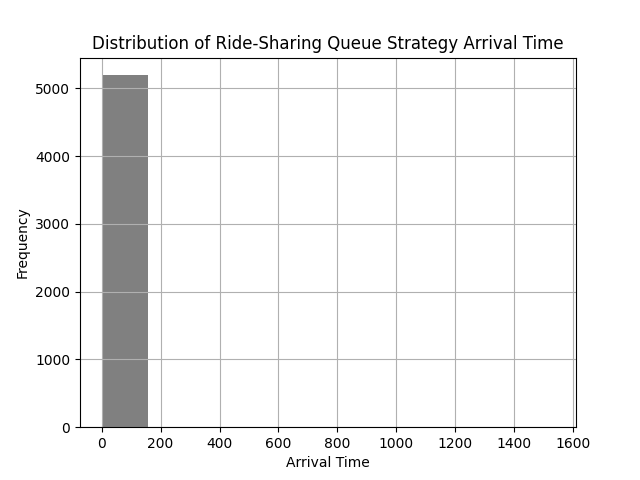 Distribution of Ride-Sharing Queue Strategy Arrival Time
5000
4000
3000
2000
1000
0
Frequency
0 200 400 600 800 1000 1200 1400 1600
Arrival Time